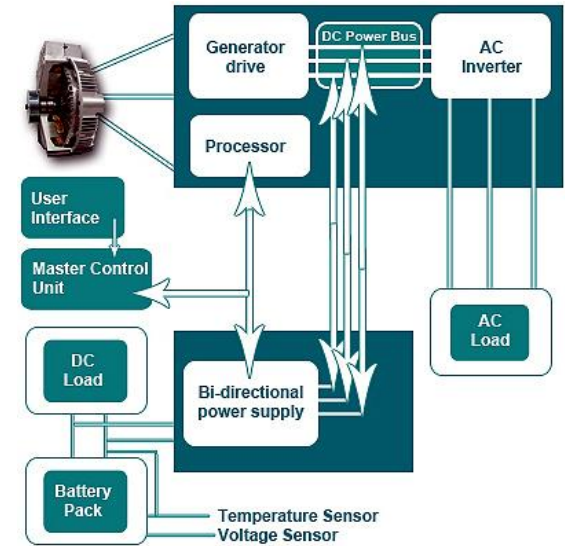 Generator
drive
DC Power Bus
AC
Inverter
Processor
User
Interface
Master Control
Unit
AC
Load
DC
Load
Bi-directional
power supply
Battery
Pack
Temperature Sensor
Voltage Sensor